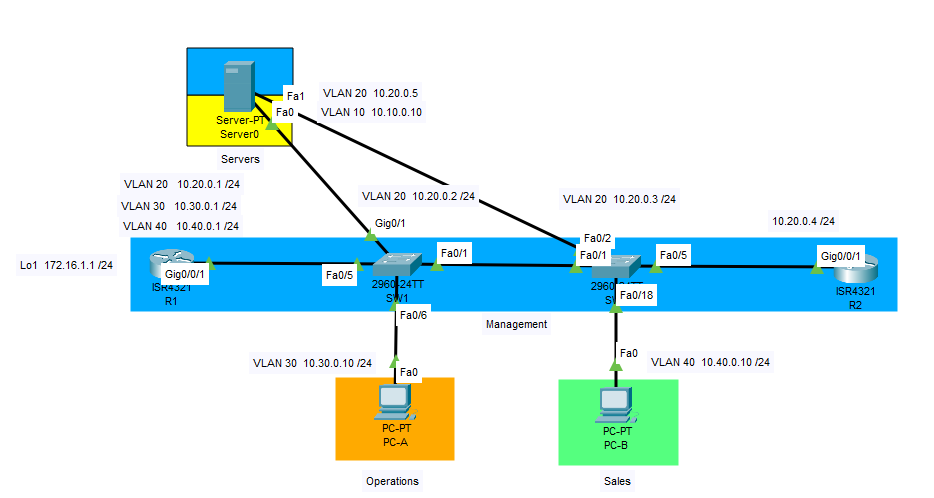 Fa1
VLAN 20 10.20.0.5
Fa0
VLAN 10 10.10.0.10
Server-PT
Server0
Servers
VLAN 20 10.20.0.1 /24
VLAN 30 10.30.0.1 /24
VLAN 40 10.40.0.1 /24
VLAN 20 10.20.0.2 /24
VLAN 20 10.20.0.3 /24
10.20.0.4 /24
Gig0/1
Lo1 172.16.1.1 /24
Gig0/0/1
ISR4321
R1
Fa0/5
Fa0/1
2960-24TT
SW1
Fa0/6
Fa0/2
Fa0/1
Fa0/5
Fa0/18
Gig0/0/1
ISR4321
R2
Management
VLAN 30 10.30.0.10 /24
Fa0
PC-PT
PC-A
Operations
Fa0
VLAN 40 10.40.0.10 /24
PC-PT
PC-B
Sales